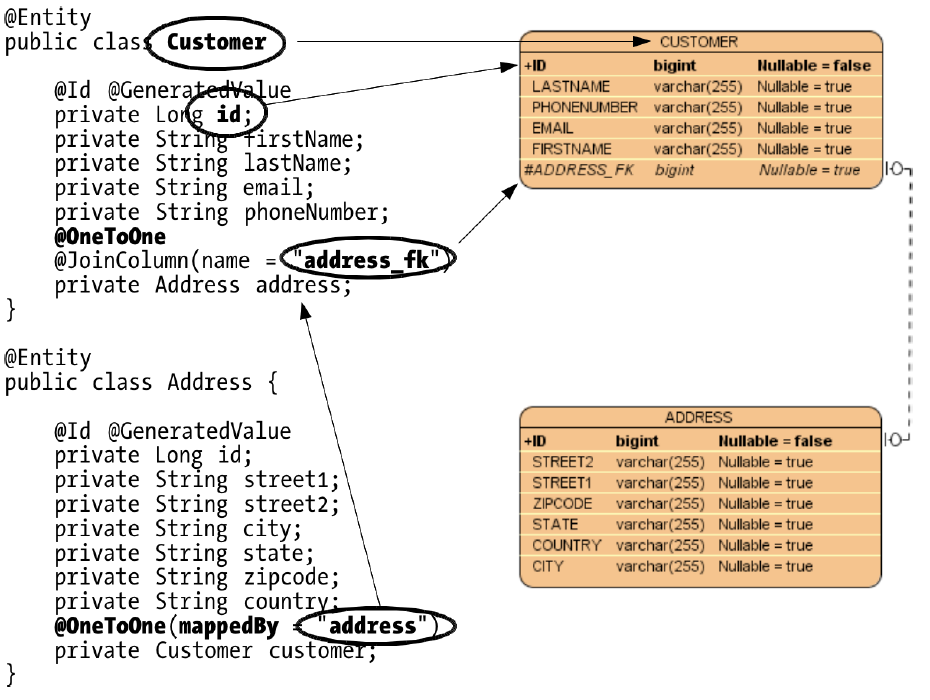 @Entity
public class Customer
@Id @GeneratedValue
private Long id;
private String firstName;
private String lastName;
private String email;
private String phoneNumber;
@OneToOne
@JoinColumn(name = "address_fk")
private Address address;
}
@Entity
public class Address {
@Id @GeneratedValue
private Long id;
private String street1;
private String street2;
private String city;
private String state;
private String zipcode;
private String country;
@OneToOne(mappedBy = "address")
private Customer customer;
}
CUSTOMER
+ID bigint Nullable = false
LASTNAME varchar(255) Nullable = true
PHONENUMBER varchar(255) Nullable = true
EMAIL varchar(255) Nullable = true
FIRSTNAME varchar(255) Nullable = true
#ADDRESS_FK bigint Nullable = true
ADDRESS
+ID bigint Nullable = false
STREET2 varchar(255) Nullable = true
STREET1 varchar(255) Nullable = true
ZIPCODE varchar(255) Nullable = true
STATE varchar(255) Nullable = true
COUNTRY varchar(255) Nullable = true
CITY varchar(255) Nullable = true